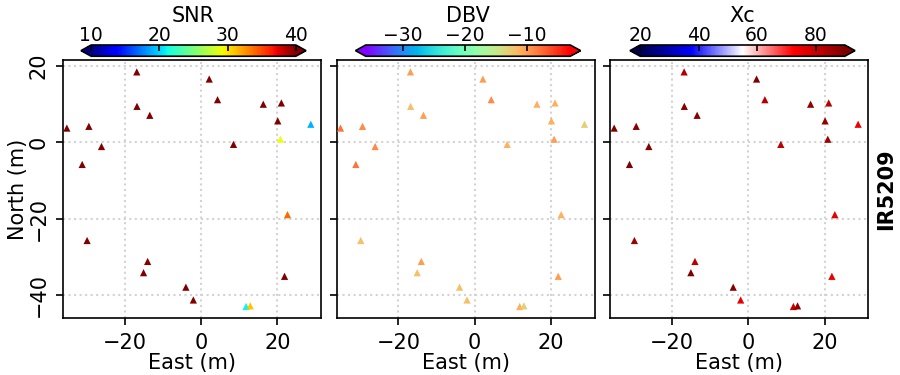 SNR DBV Xc
10 20 30 40 −30 −20 −10 20 40 60 80
20
0
−20
−40
North (m)
IR5209
−20 0 20 −20 0 20 −20 0 20
East (m) East (m) East (m)